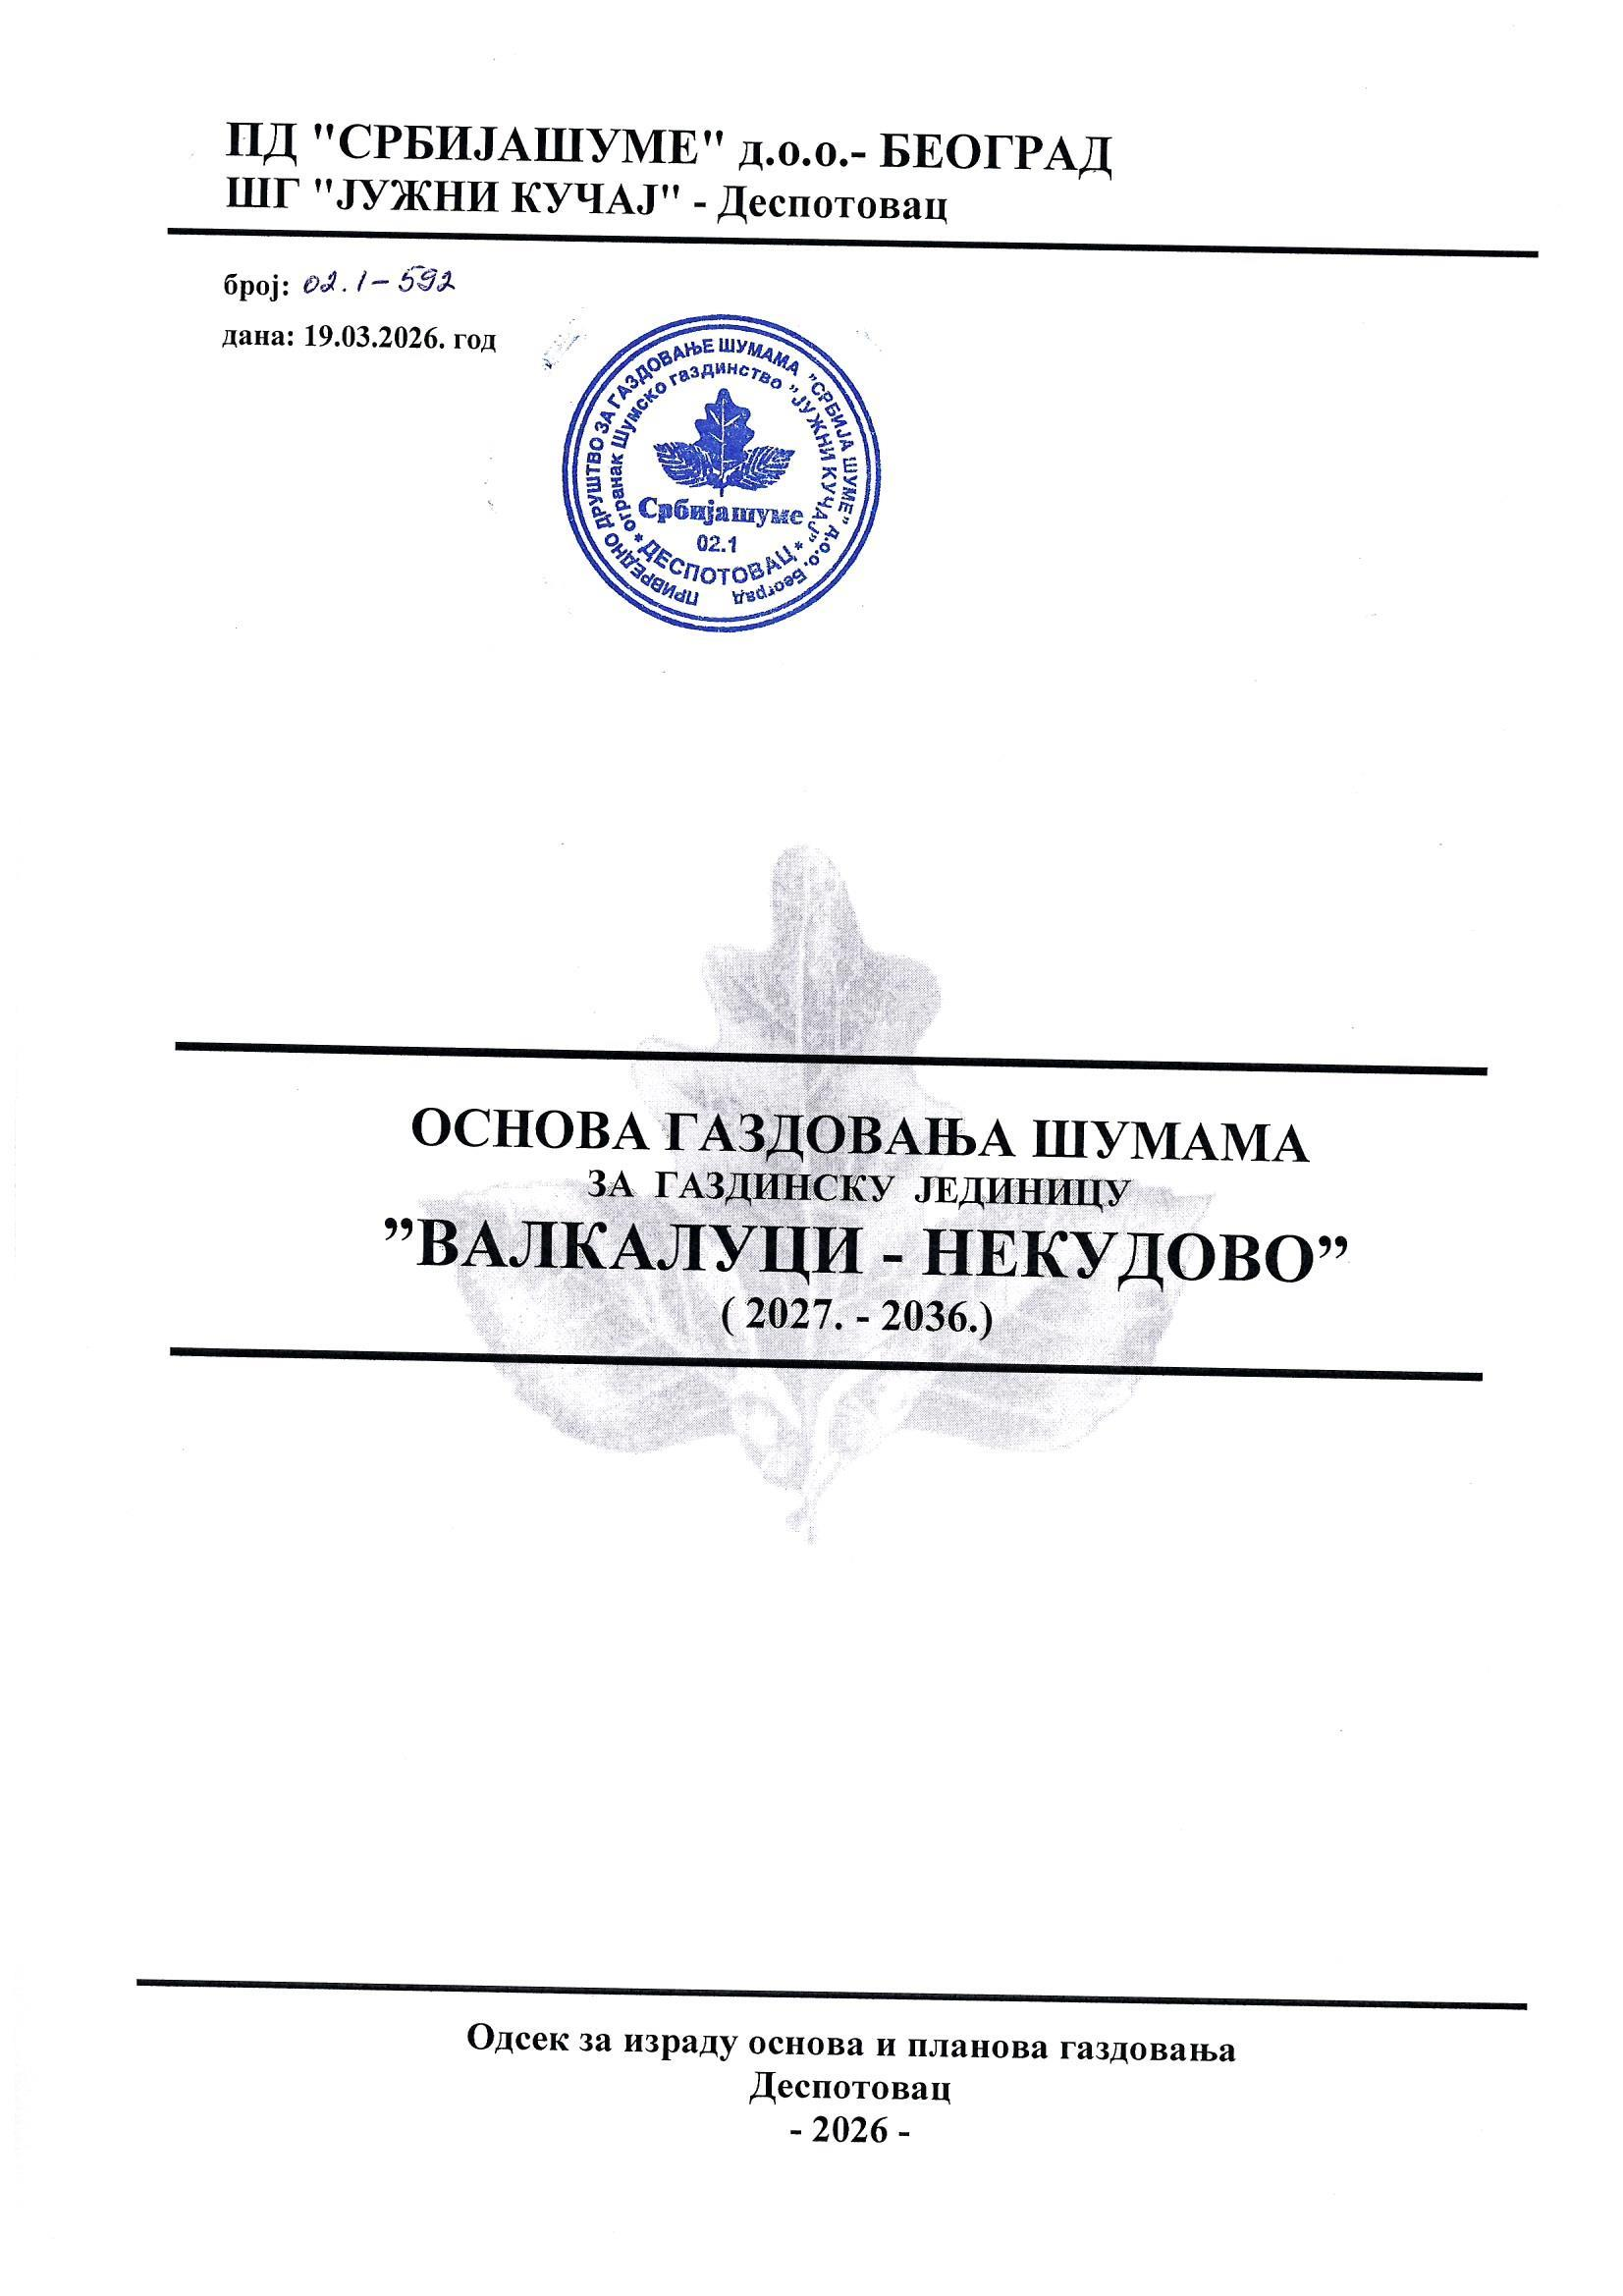 ПД "СРБИЈАШУМЕ" д.о.о.- БЕОГРАД
ШГ "ЈУЖНИ КУЧАЈ" - Деспотовац
број: 02.1-592
дана: 19.03.2026. год
ПРИВРЕДНО ДРУШТВО ЗА ГАЗДОВАЊЕ ШУМАМА "СРБИЈА ШУМЕ" д.о.о. Београд
* огранак Шумско газдинство "ЈУЖНИ КУЧАЈ" *
Србијашуме
02.1
ДЕСПОТОВАЦ
ОСНОВА ГАЗДОВАЊА ШУМАМА
ЗА ГАЗДИНСКУ ЈЕДИНИЦУ
”ВАЛКАЛУЦИ - НЕКУДОВО”
( 2027. - 2036.)
Одсек за израду основа и планова газдовања
Деспотовац
- 2026 -